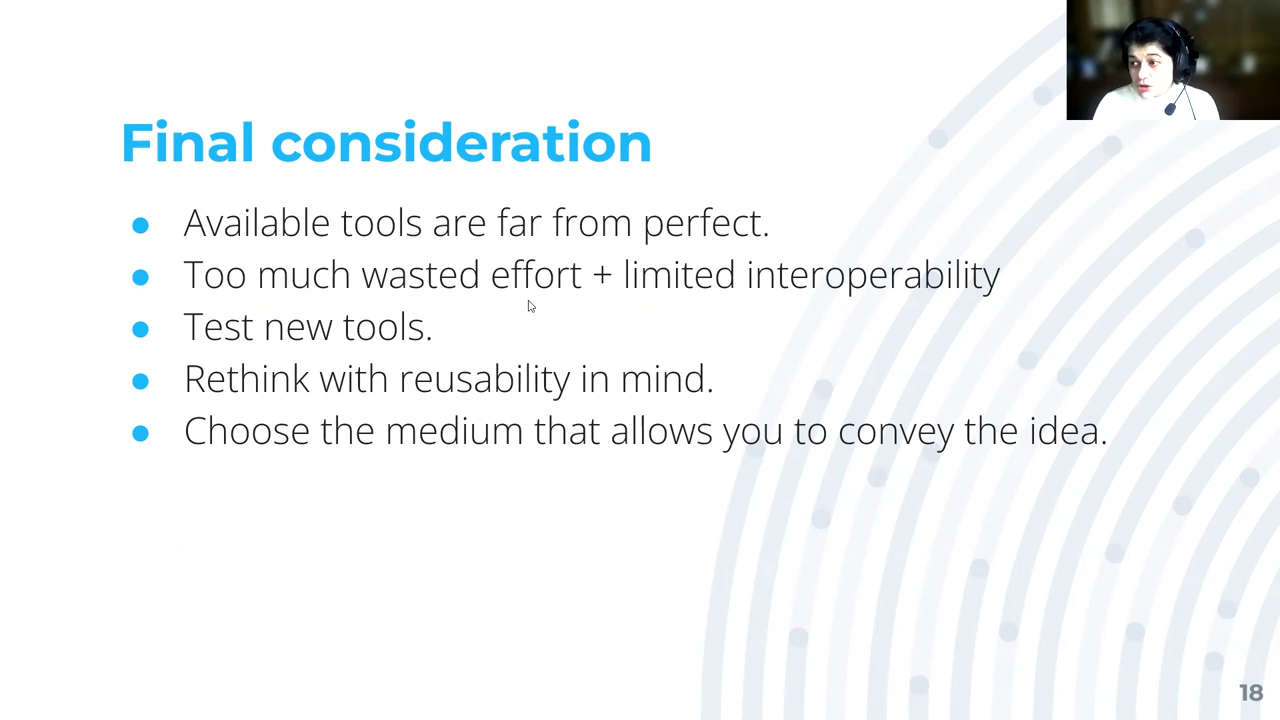 Final consideration
● Available tools are far from perfect.
● Too much wasted effort + limited interoperability
● Test new tools.
● Rethink with reusability in mind.
● Choose the medium that allows you to convey the idea.
18